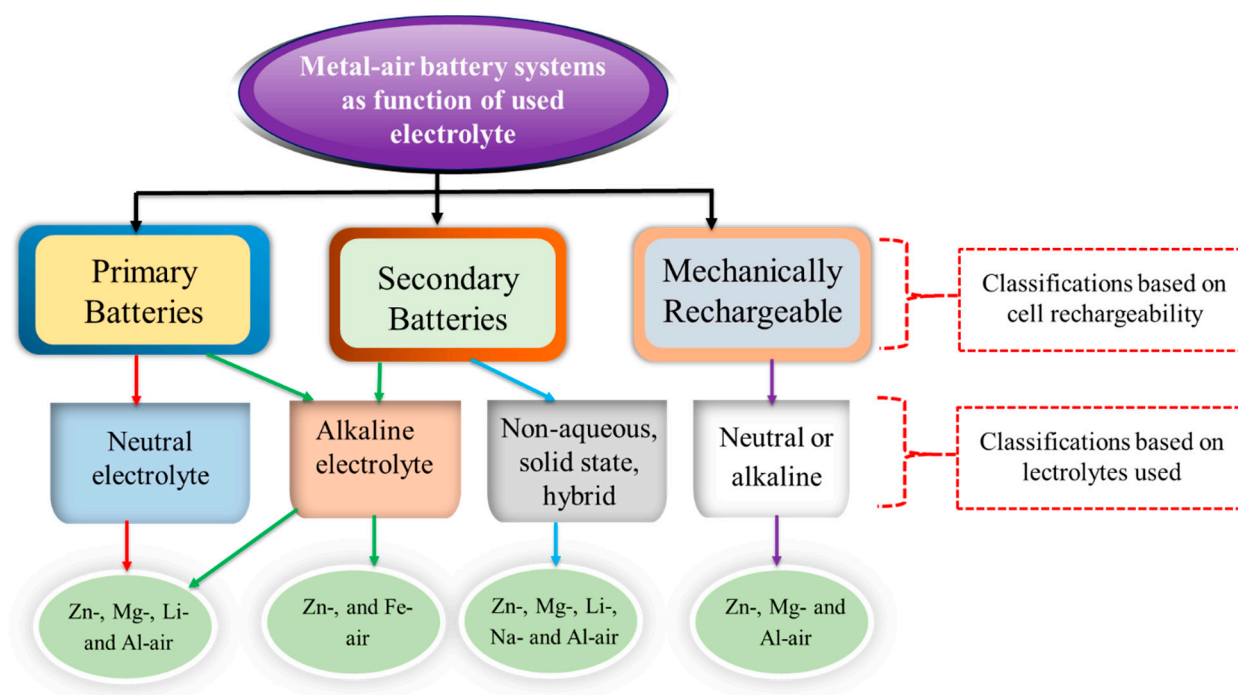 Metal-air battery systems
as function of used
electrolyte
Primary
Batteries
Secondary
Batteries
Mechanically
Rechargeable
Classifications based on
cell rechargeability
Neutral
electrolyte
Alkaline
electrolyte
Non-aqueous,
solid state,
hybrid
Neutral or
alkaline
Classifications based on
lectrolytes used
Zn-, Mg-, Li-
and Al-air
Zn-, and Fe-
air
Zn-, Mg-, Li-,
Na- and Al-air
Zn-, Mg- and
Al-air